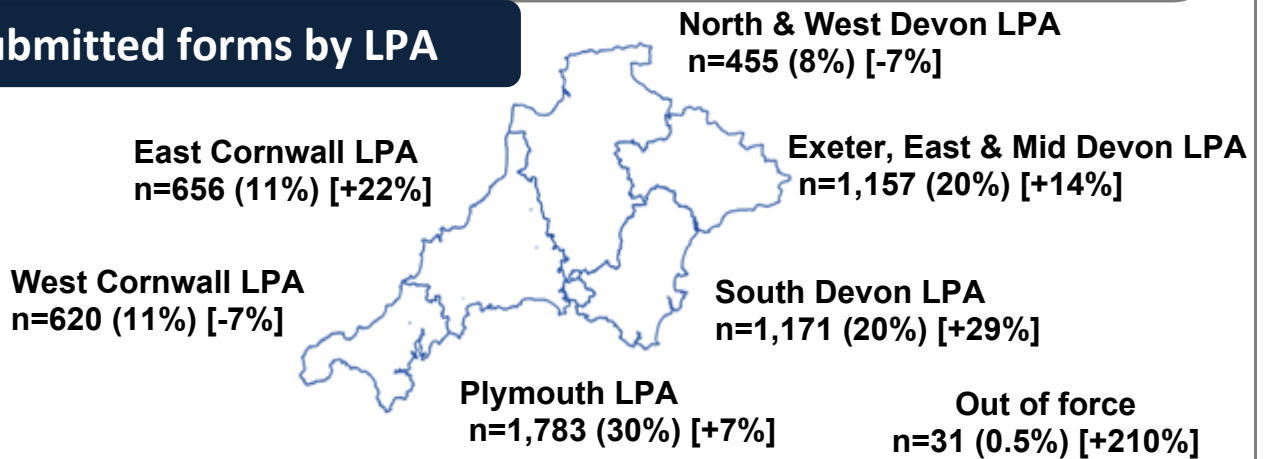 ubmitted forms by LPA
North & West Devon LPA
n=455 (8%) [-7%]
East Cornwall LPA
n=656 (11%) [+22%]
Exeter, East & Mid Devon LPA
n=1,157 (20%) [+14%]
West Cornwall LPA
n=620 (11%) [-7%]
South Devon LPA
n=1,171 (20%) [+29%]
Plymouth LPA
n=1,783 (30%) [+7%]
Out of force
n=31 (0.5%) [+210%]